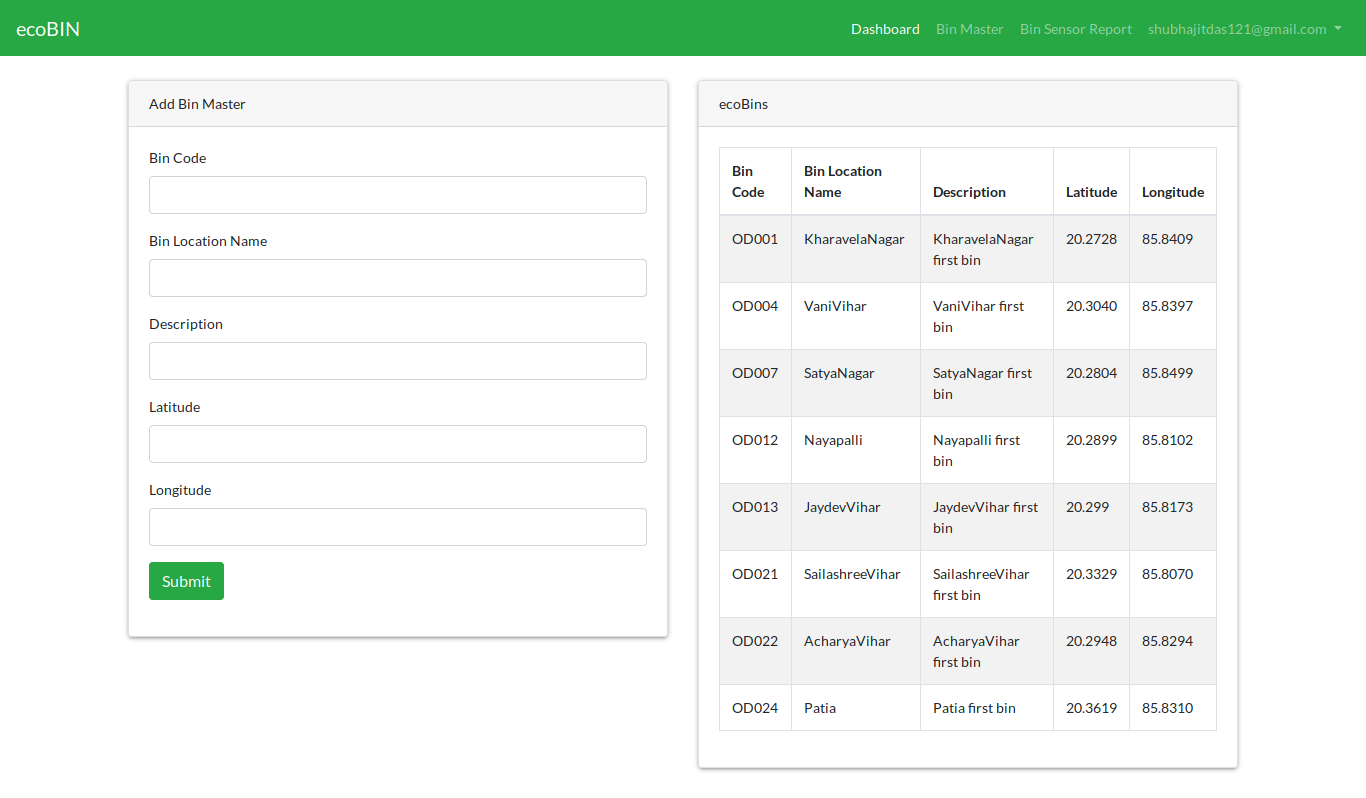 ecoBIN
Dashboard Bin Master Bin Sensor Report shubhajitdas121@gmail.com
Add Bin Master
Bin Code
Bin Location Name
Description
Latitude
Longitude
Submit
ecoBins
Bin Code Bin Location Name Description Latitude Longitude
OD001 KharavelaNagar KharavelaNagar first bin 20.2728 85.8409
OD004 VaniVihar VaniVihar first bin 20.3040 85.8397
OD007 SatyaNagar SatyaNagar first bin 20.2804 85.8499
OD012 Nayapalli Nayapalli first bin 20.2899 85.8102
OD013 JaydevVihar JaydevVihar first bin 20.299 85.8173
OD021 SailashreeVihar SailashreeVihar first bin 20.3329 85.8070
OD022 AcharyaVihar AcharyaVihar first bin 20.2948 85.8294
OD024 Patia Patia first bin 20.3619 85.8310